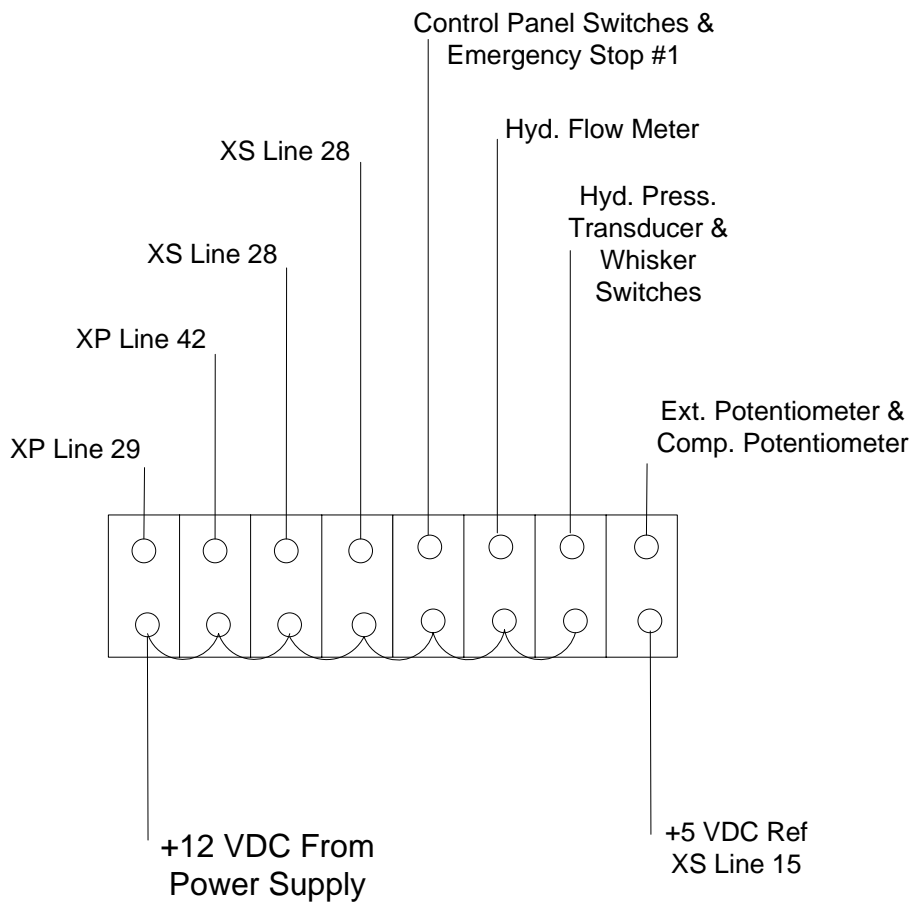 Control Panel Switches &
Emergency Stop #1
Hyd. Flow Meter
XS Line 28
Hyd. Press.
Transducer &
Whisker
Switches
XS Line 28
XP Line 42
Ext. Potentiometer &
Comp. Potentiometer
XP Line 29
+12 VDC From
Power Supply
+5 VDC Ref
XS Line 15